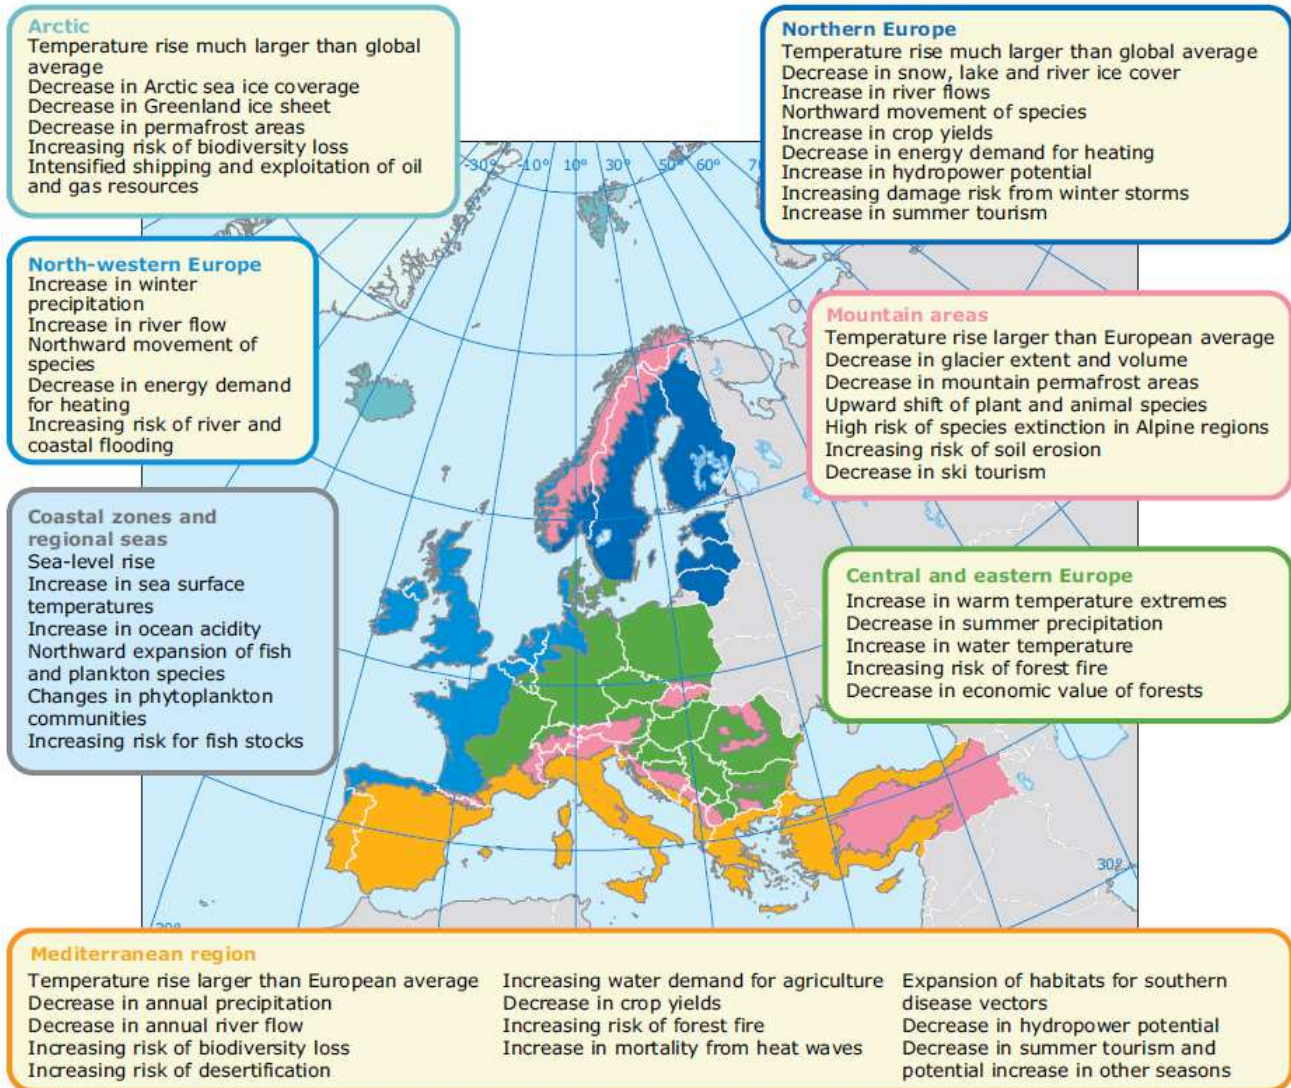 Arctic
Temperature rise much larger than global
average
Decrease in Arctic sea ice coverage
Decrease in Greenland ice sheet
Decrease in permafrost areas
Increasing risk of biodiversity loss
Intensified shipping and exploitation of oil
and gas resources
Northern Europe
Temperature rise much larger than global average
Decrease in snow, lake and river ice cover
Increase in river flows
Northward movement of species
Increase in crop yields
Decrease in energy demand for heating
Increase in hydropower potential
Increasing damage risk from winter storms
Increase in summer tourism
-30° -10° 10° 30° 50° 60°
North-western Europe
Increase in winter
precipitation
Increase in river flow
Northward movement of
species
Decrease in energy demand
for heating
Increasing risk of river and
coastal flooding
Mountain areas
Temperature rise larger than European average
Decrease in glacier extent and volume
Decrease in mountain permafrost areas
Upward shift of plant and animal species
High risk of species extinction in Alpine regions
Increasing risk of soil erosion
Decrease in ski tourism
Coastal zones and
regional seas
Sea-level rise
Increase in sea surface
temperatures
Increase in ocean acidity
Northward expansion of fish
and plankton species
Changes in phytoplankton
communities
Increasing risk for fish stocks
Central and eastern Europe
Increase in warm temperature extremes
Decrease in summer precipitation
Increase in water temperature
Increasing risk of forest fire
Decrease in economic value of forests
30°
Mediterranean region
Temperature rise larger than European average
Decrease in annual precipitation
Decrease in annual river flow
Increasing risk of biodiversity loss
Increasing risk of desertification
Increasing water demand for agriculture
Decrease in crop yields
Increasing risk of forest fire
Increase in mortality from heat waves
Expansion of habitats for southern
disease vectors
Decrease in hydropower potential
Decrease in summer tourism and
potential increase in other seasons